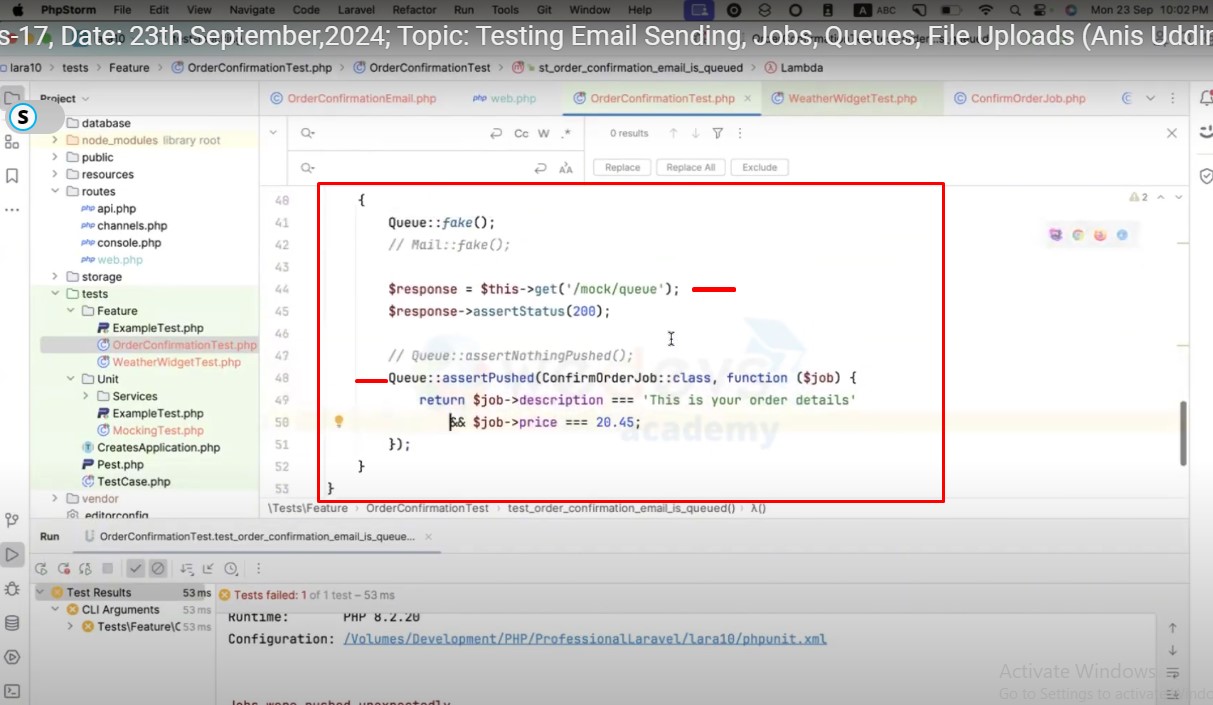 PhpStorm File Edit View Navigate Code Laravel Refactor Run Tools Git Window Help ABC Mon 23 Sep 10:02 PM
s-17, Date: 23th September,2024; Topic: Testing Email Sending, Jobs, Queues, File Uploads (Anis Uddin
lara10 tests Feature OrderConfirmationTest.php OrderConfirmationTest st_order_confirmation_email_is_queued Lambda
Project
OrderConfirmationEmail.php web.php OrderConfirmationTest.php WeatherWidgetTest.php ConfirmOrderJob.php
S
database
node_modules library root
public
resources
routes
api.php
channels.php
console.php
web.php
storage
tests
Feature
ExampleTest.php
OrderConfirmationTest.php
WeatherWidgetTest.php
Unit
Services
ExampleTest.php
MockingTest.php
CreatesApplication.php
Pest.php
TestCase.php
vendor
.editorconfig
Cc W .* 0 results
Replace Replace All Exclude
2
40 {
41 Queue::fake();
42 // Mail::fake();
43
44 $response = $this->get('/mock/queue');
45 $response->assertStatus(200);
46
47 // Queue::assertNothingPushed();
48 Queue::assertPushed(ConfirmOrderJob::class, function ($job) {
49 return $job->description === 'This is your order details'
50 && $job->price === 20.45;
51 });
52 }
53 }
academy
\Tests\Feature OrderConfirmationTest test_order_confirmation_email_is_queued() λ()
Run OrderConfirmationTest.test_order_confirmation_email_is_queue...
Test Results 53 ms
CLI Arguments 53 ms
Tests\Feature\C 53 ms
Tests failed: 1 of 1 test – 53 ms
Runtime: PHP 8.2.20
Configuration: /Volumes/Development/PHP/ProfessionalLaravel/lara10/phpunit.xml
Jobs were pushed unexpectedly
Activate Windows
Go to Settings to activate Windo